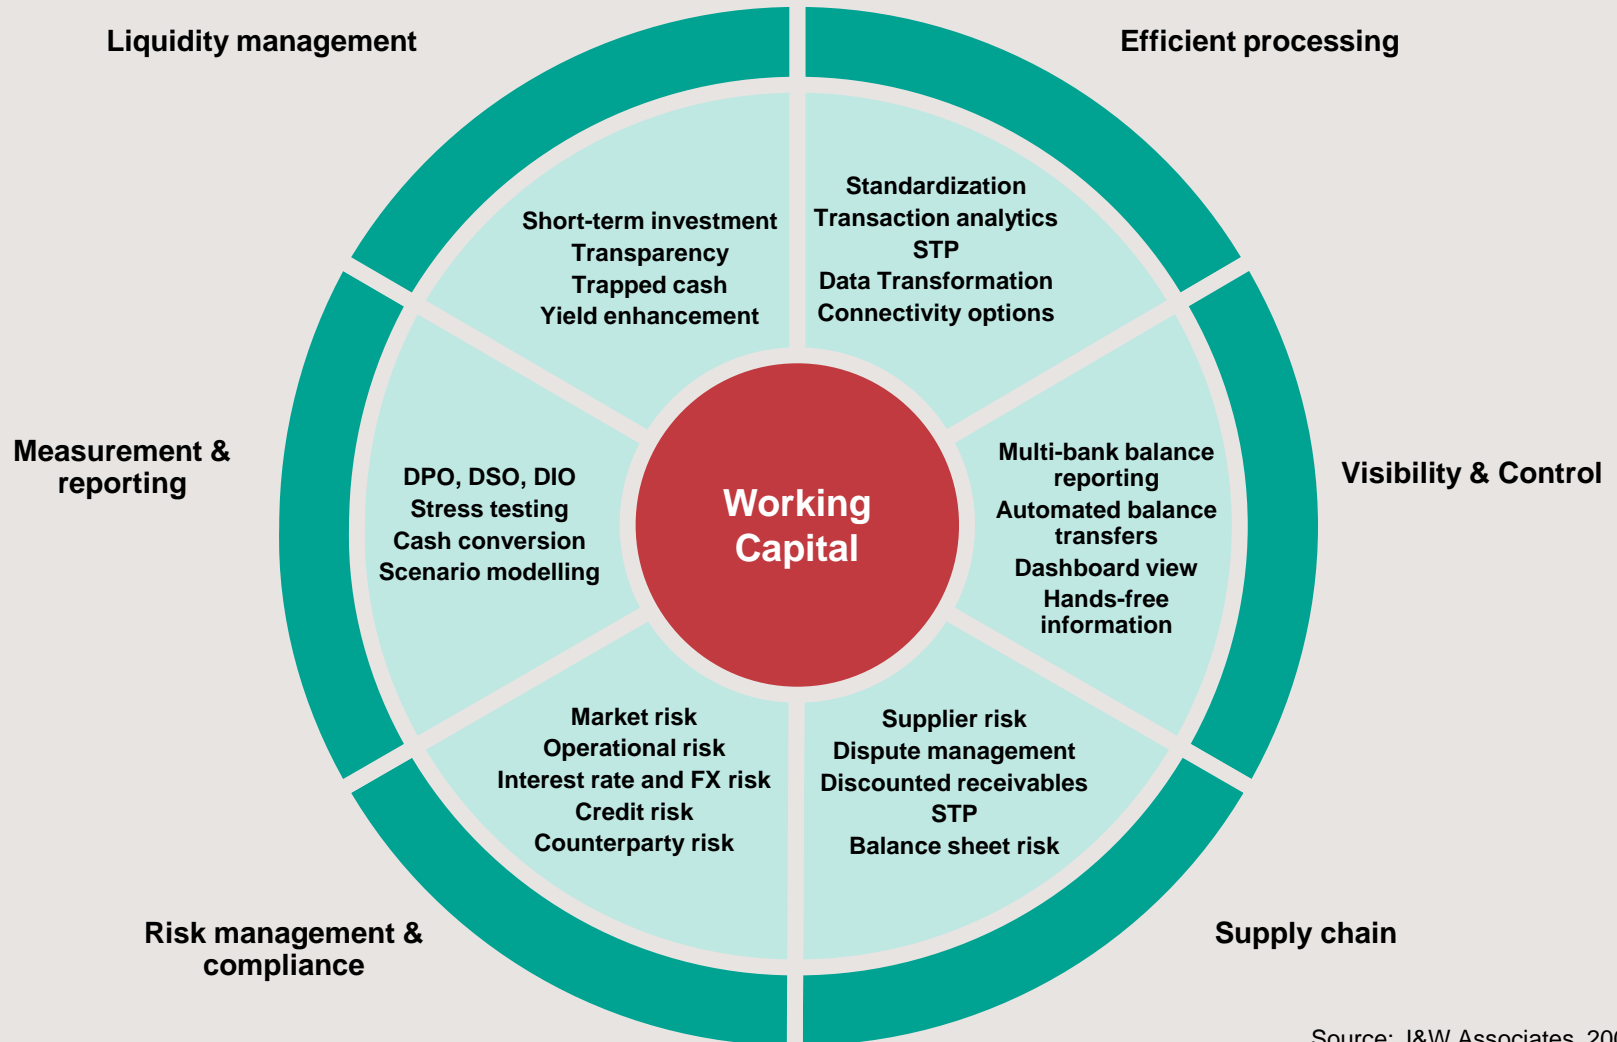 Liquidity management
Efficient processing
Short-term investment
Transparency
Trapped cash
Yield enhancement
Standardization
Transaction analytics
STP
Data Transformation
Connectivity options
Measurement &
reporting
DPO, DSO, DIO
Stress testing
Cash conversion
Scenario modelling
Working
Capital
Multi-bank balance
reporting
Automated balance
transfers
Dashboard view
Hands-free
information
Visibility & Control
Market risk
Operational risk
Interest rate and FX risk
Credit risk
Counterparty risk
Supplier risk
Dispute management
Discounted receivables
STP
Balance sheet risk
Risk management &
compliance
Supply chain
Source: J&W Associates,